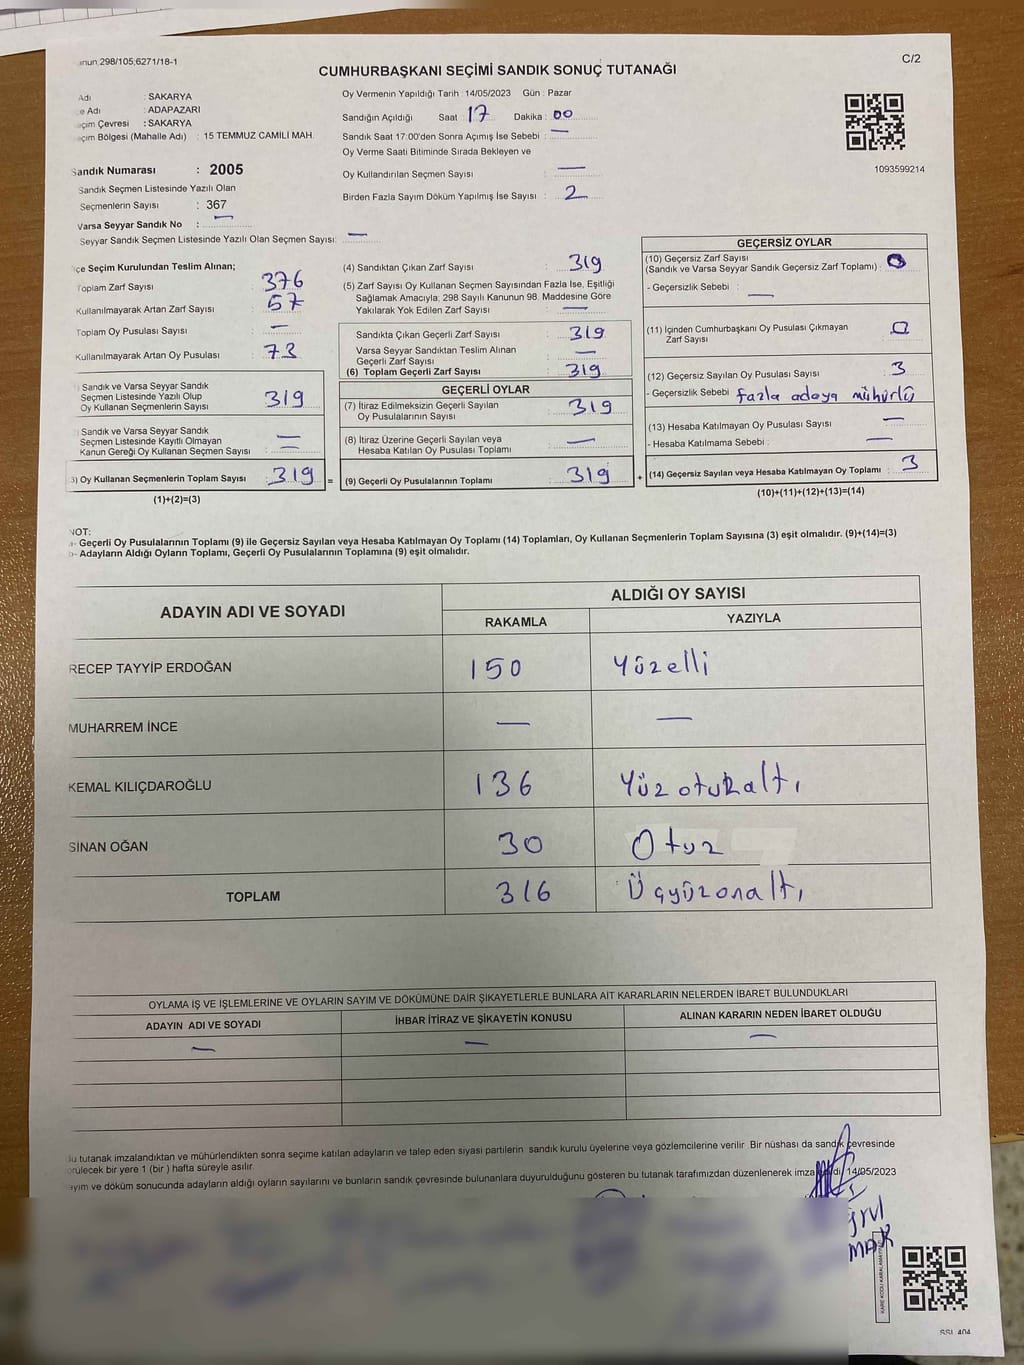 anun.298/105,6271/18-1
C/2
CUMHURBAŞKANI SEÇİMİ SANDIK SONUÇ TUTANAĞI
Adı : SAKARYA
e Adı : ADAPAZARI
eçim Çevresi : SAKARYA
eçim Bölgesi (Mahalle Adı) : 15 TEMMUZ CAMİLİ MAH.
Sandık Numarası : 2005
Sandık Seçmen Listesinde Yazılı Olan
Seçmenlerin Sayısı : 367
Varsa Seyyar Sandık No : —
Seyyar Sandık Seçmen Listesinde Yazılı Olan Seçmen Sayısı: —
Oy Vermenin Yapıldığı Tarih : 14/05/2023 Gün : Pazar
Sandığın Açıldığı Saat 17 Dakika : 00
Sandık Saat 17:00'den Sonra Açımış İse Sebebi : —
Oy Verme Saati Bitiminde Sırada Bekleyen ve
Oy Kullandırılan Seçmen Sayısı : —
Birden Fazla Sayım Döküm Yapılmış İse Sayısı : 2
1093599214
lçe Seçim Kurulundan Teslim Alınan;
Toplam Zarf Sayısı : 376
Kullanılmayarak Artan Zarf Sayısı : 57
Toplam Oy Pusulası Sayısı : —
Kullanılmayarak Artan Oy Pusulası : 73
) Sandık ve Varsa Seyyar Sandık
Seçmen Listesinde Yazılı Olup
Oy Kullanan Seçmenlerin Sayısı : 319
) Sandık ve Varsa Seyyar Sandık
Seçmen Listesinde Kayıtlı Olmayan
Kanun Gereği Oy Kullanan Seçmen Sayısı : —
3) Oy Kullanan Seçmenlerin Toplam Sayısı : 319 =
(1)+(2)=(3)
(4) Sandıktan Çıkan Zarf Sayısı : 319
(5) Zarf Sayısı Oy Kullanan Seçmen Sayısından Fazla İse, Eşitliği
Sağlamak Amacıyla, 298 Sayılı Kanunun 98. Maddesine Göre
Yakılarak Yok Edilen Zarf Sayısı : —
Sandıkta Çıkan Geçerli Zarf Sayısı : 319
Varsa Seyyar Sandıktan Teslim Alınan
Geçerli Zarf Sayısı : —
(6) Toplam Geçerli Zarf Sayısı : 319
GEÇERLİ OYLAR
(7) İtiraz Edilmeksizin Geçerli Sayılan
Oy Pusulalarının Sayısı : 319
(8) İtiraz Üzerine Geçerli Sayılan veya
Hesaba Katılan Oy Pusulası Toplamı : —
(9) Geçerli Oy Pusulalarının Toplamı : 319 +
GEÇERSİZ OYLAR
(10) Geçersiz Zarf Sayısı
(Sandık ve Varsa Seyyar Sandık Geçersiz Zarf Toplamı) : 0
- Geçersizlik Sebebi : —
(11) İçinden Cumhurbaşkanı Oy Pusulası Çıkmayan
Zarf Sayısı : 0
(12) Geçersiz Sayılan Oy Pusulası Sayısı : 3
- Geçersizlik Sebebi fazla adaya mühürlü
(13) Hesaba Katılmayan Oy Pusulası Sayısı : —
- Hesaba Katılmama Sebebi : —
(14) Geçersiz Sayılan veya Hesaba Katılmayan Oy Toplamı : 3
(10)+(11)+(12)+(13)=(14)
NOT:
a- Geçerli Oy Pusulalarının Toplamı (9) ile Geçersiz Sayılan veya Hesaba Katılmayan Oy Toplamı (14) Toplamları, Oy Kullanan Seçmenlerin Toplam Sayısına (3) eşit olmalıdır. (9)+(14)=(3)
b- Adayların Aldığı Oyların Toplamı, Geçerli Oy Pusulalarının Toplamına (9) eşit olmalıdır.
ADAYIN ADI VE SOYADI
ALDIĞI OY SAYISI
RAKAMLA YAZIYLA
RECEP TAYYİP ERDOĞAN 150 Yüzelli
MUHARREM İNCE — —
KEMAL KILIÇDAROĞLU 136 Yüzotuzaltı
SİNAN OĞAN 30 Otuz
TOPLAM 316 Üçyüzonaltı
OYLAMA İŞ VE İŞLEMLERİNE VE OYLARIN SAYIM VE DÖKÜMÜNE DAİR ŞİKAYETLERLE BUNLARA AİT KARARLARIN NELERDEN İBARET BULUNDUKLARI
ADAYIN ADI VE SOYADI İHBAR İTİRAZ VE ŞİKAYETİN KONUSU ALINAN KARARIN NEDEN İBARET OLDUĞU
— — —
Bu tutanak imzalandıktan ve mühürlendikten sonra seçime katılan adayların ve talep eden siyasi partilerin sandık kurulu üyelerine veya gözlemcilerine verilir. Bir nüshası da sandık çevresinde
görülecek bir yere 1 (bir ) hafta süreyle asılır.
ayım ve döküm sonucunda adayların aldığı oyların sayılarını ve bunların sandık çevresinde bulunanlara duyurulduğunu gösteren bu tutanak tarafımızdan düzenlenerek imzalandı. 14/05/2023
KARE KODU KARALAMAYINIZ